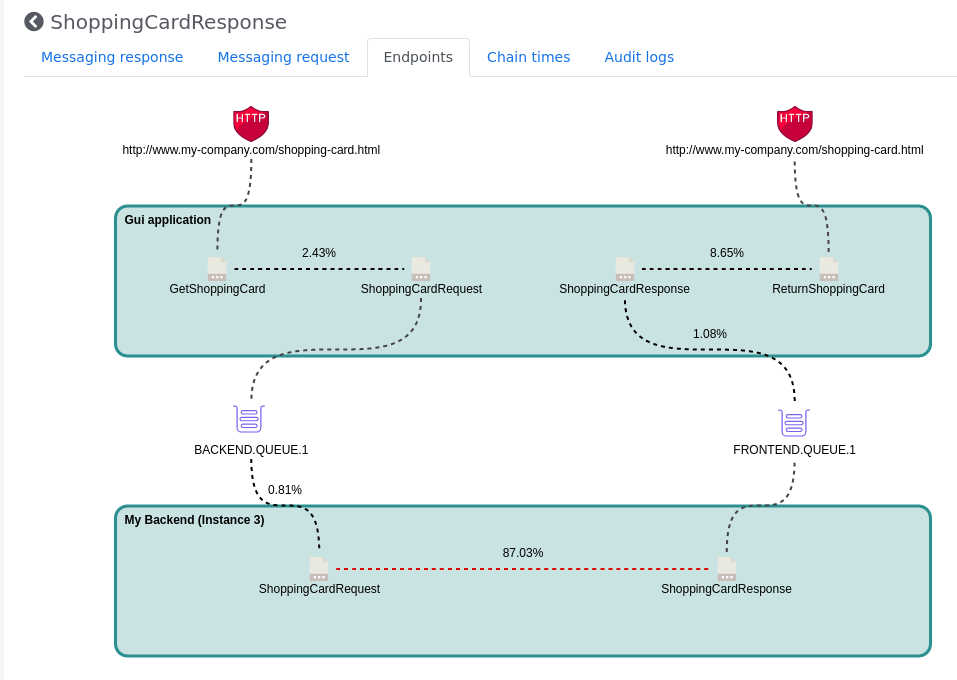 ShoppingCardResponse
Messaging response Messaging request Endpoints Chain times Audit logs
HTTP HTTP
http://www.my-company.com/shopping-card.html http://www.my-company.com/shopping-card.html
Gui application
2.43% 8.65%
GetShoppingCard ShoppingCardRequest ShoppingCardResponse ReturnShoppingCard
1.08%
BACKEND.QUEUE.1 FRONTEND.QUEUE.1
0.81%
My Backend (Instance 3)
87.03%
ShoppingCardRequest ShoppingCardResponse